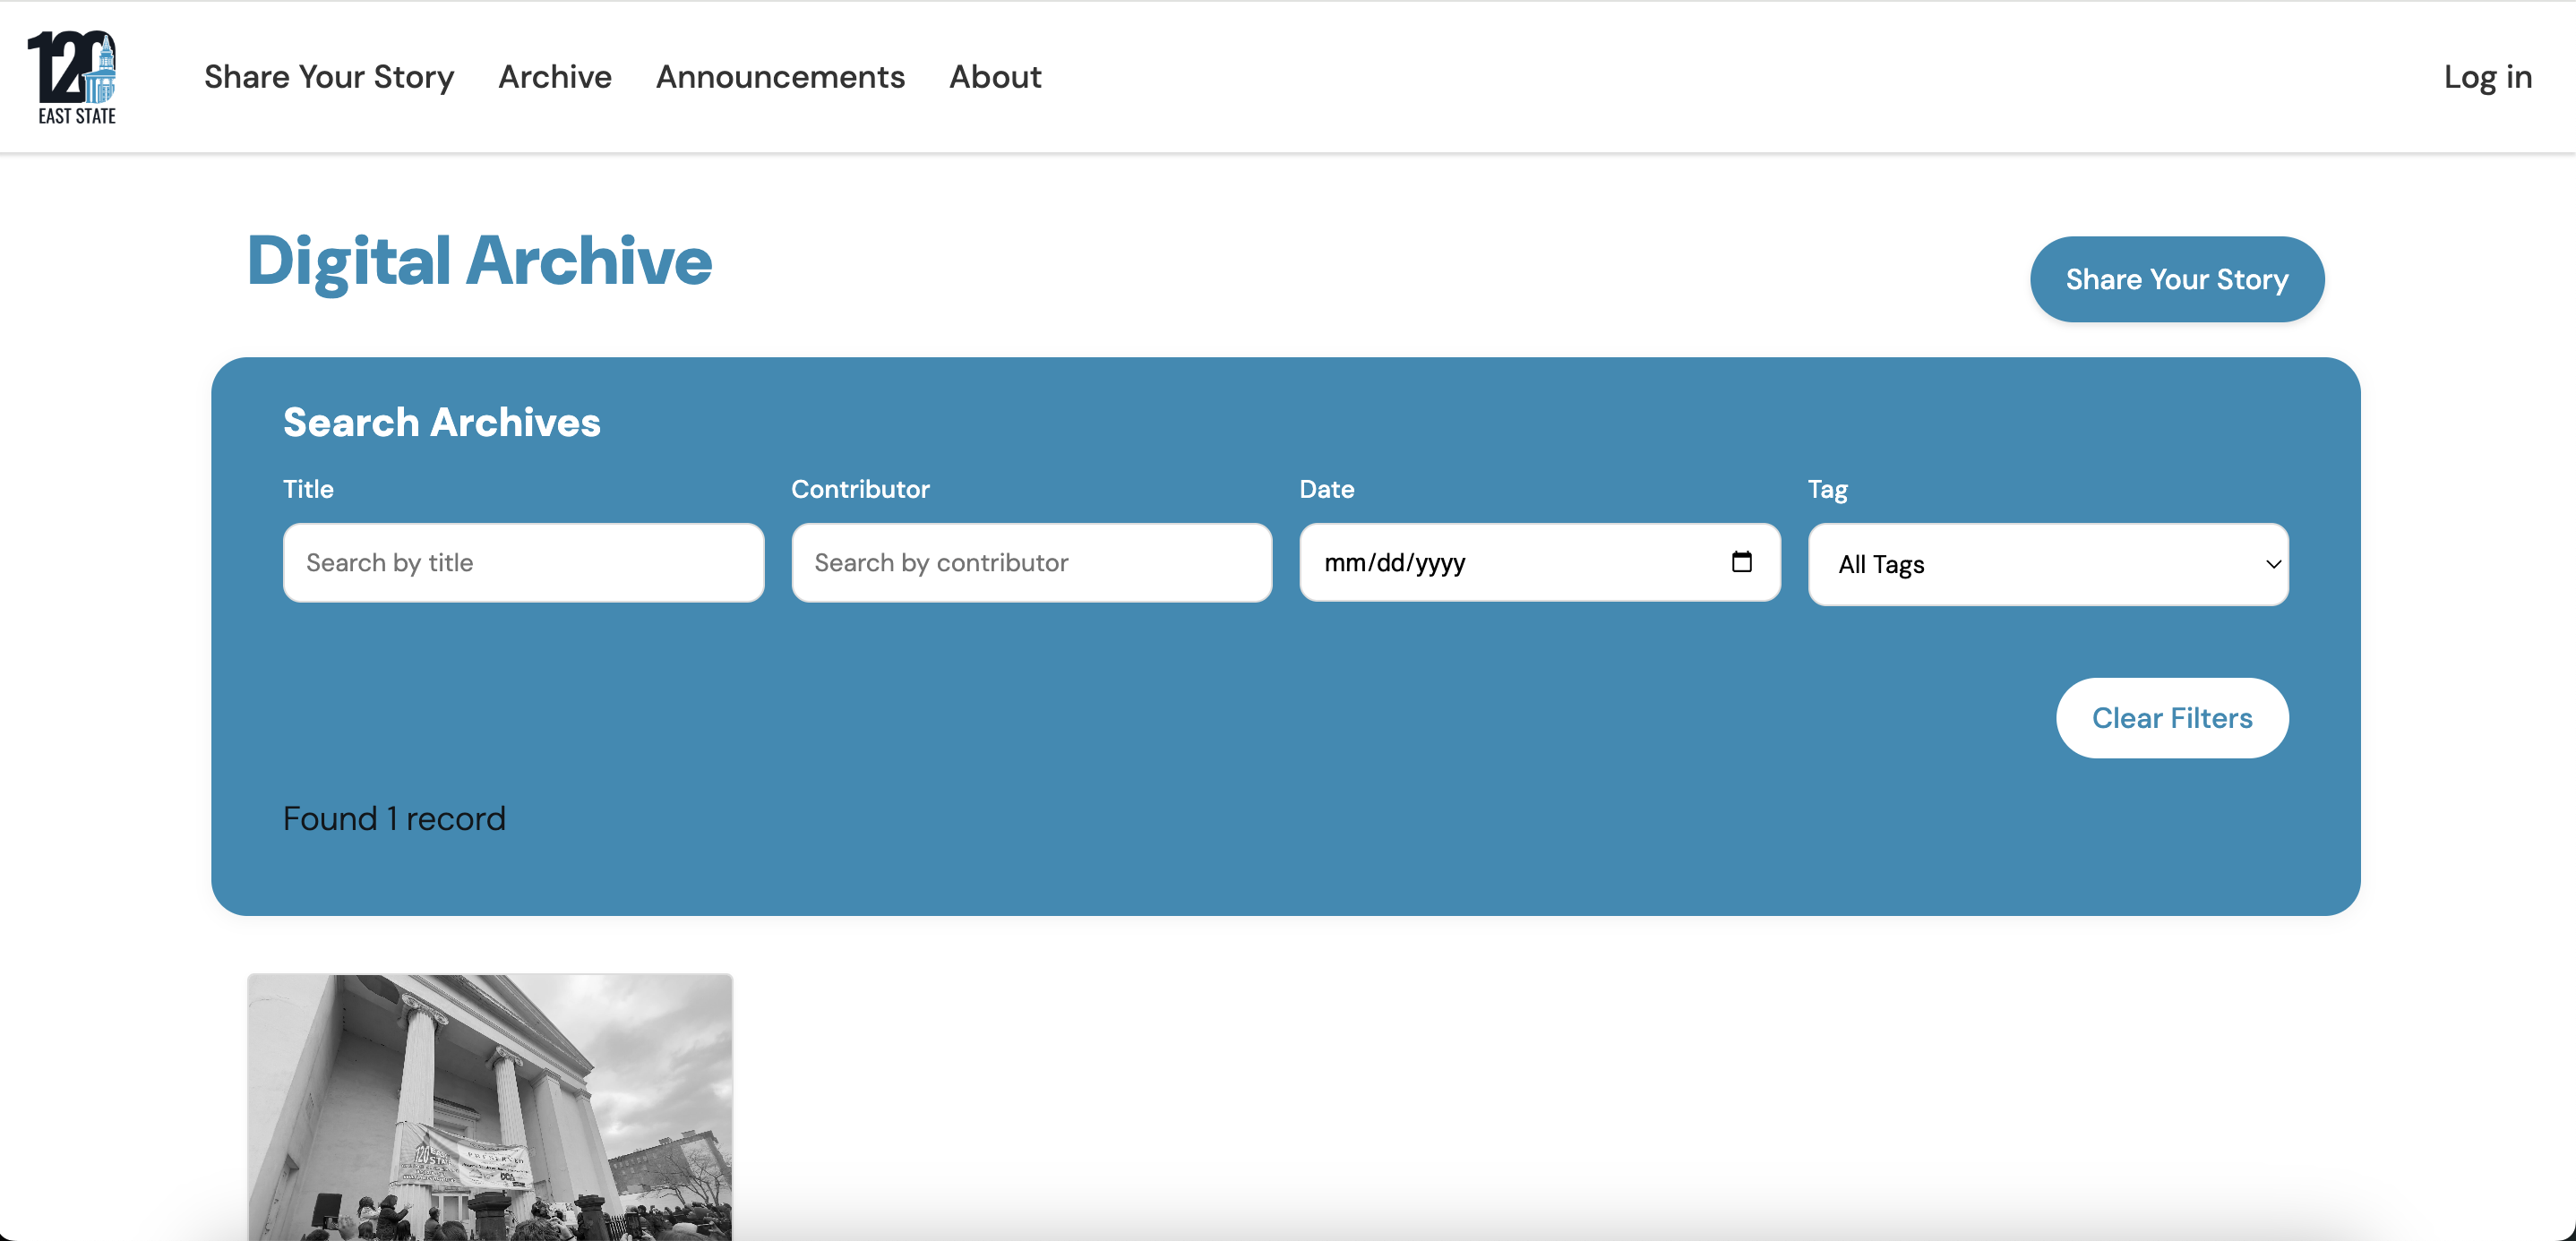 120
EAST STATE
Share Your Story
Archive
Announcements
About
Log in
Digital Archive
Share Your Story
Search Archives
Title
Contributor
Date
Tag
Search by title
Search by contributor
mm/dd/yyyy
All Tags
Clear Filters
Found 1 record
120